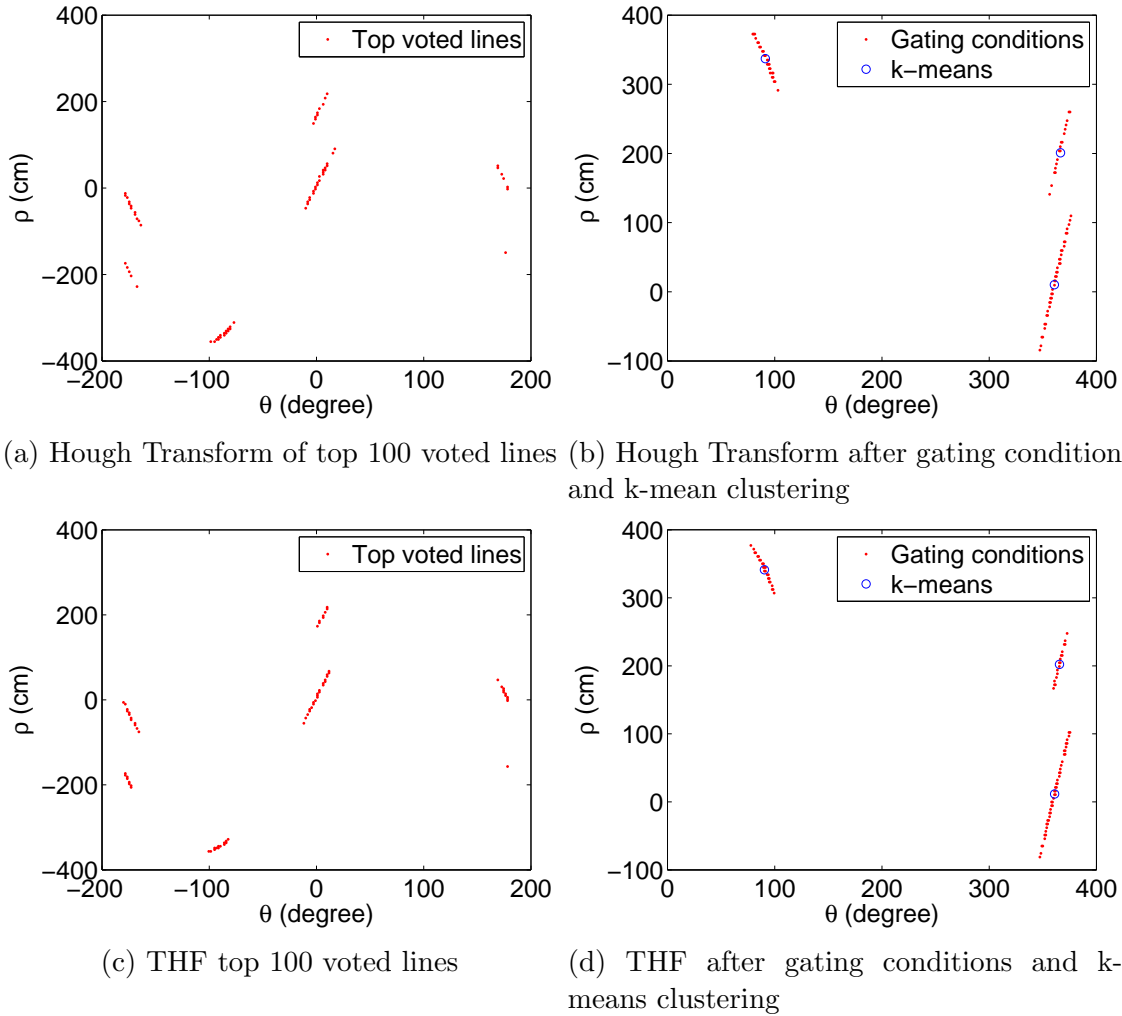 400
200
0
−200
−400
−200
−100
0
100
200
ρ (cm)
θ (degree)
Top voted lines
400
300
200
100
0
−100
0
100
200
300
400
ρ (cm)
θ (degree)
Gating conditions
k−means
(a) Hough Transform of top 100 voted lines
(b) Hough Transform after gating condition
and k-mean clustering
400
200
0
−200
−400
−200
−100
0
100
200
ρ (cm)
θ (degree)
Top voted lines
400
300
200
100
0
−100
0
100
200
300
400
ρ (cm)
θ (degree)
Gating conditions
k−means
(c) THF top 100 voted lines
(d) THF after gating conditions and k-
means clustering